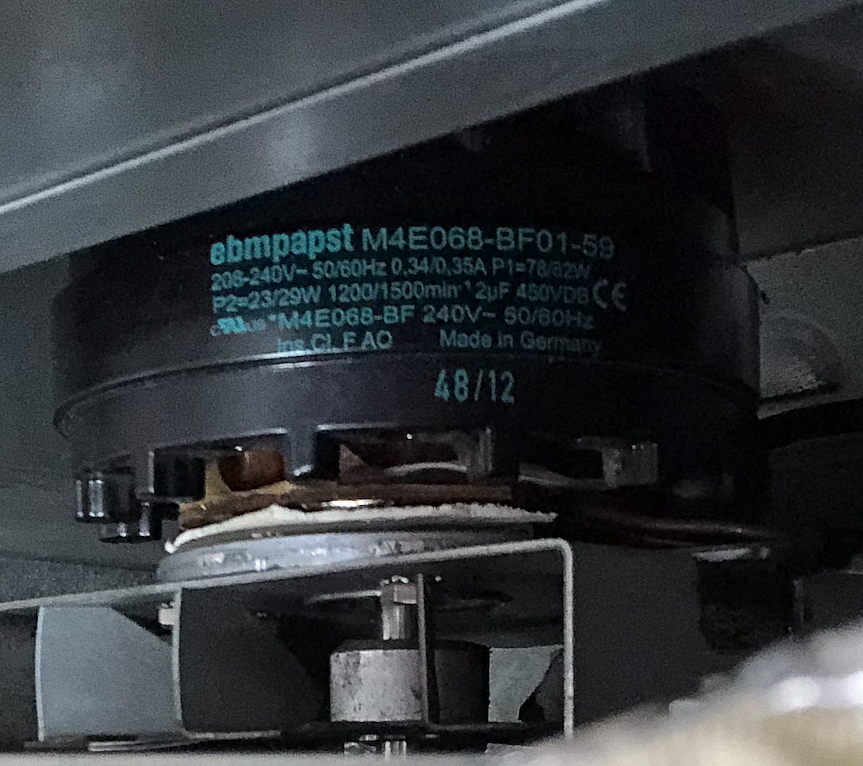 ebmpapst M4E068-BF01-59
208-240V~ 50/60Hz 0,34/0,35A P1=78/82W
P2=23/29W 1200/1500min-¹ 2µF 450VDB CE
c RU us *M4E068-BF 240V~ 50/60Hz
Ins.Cl. F AO Made in Germany
48/12